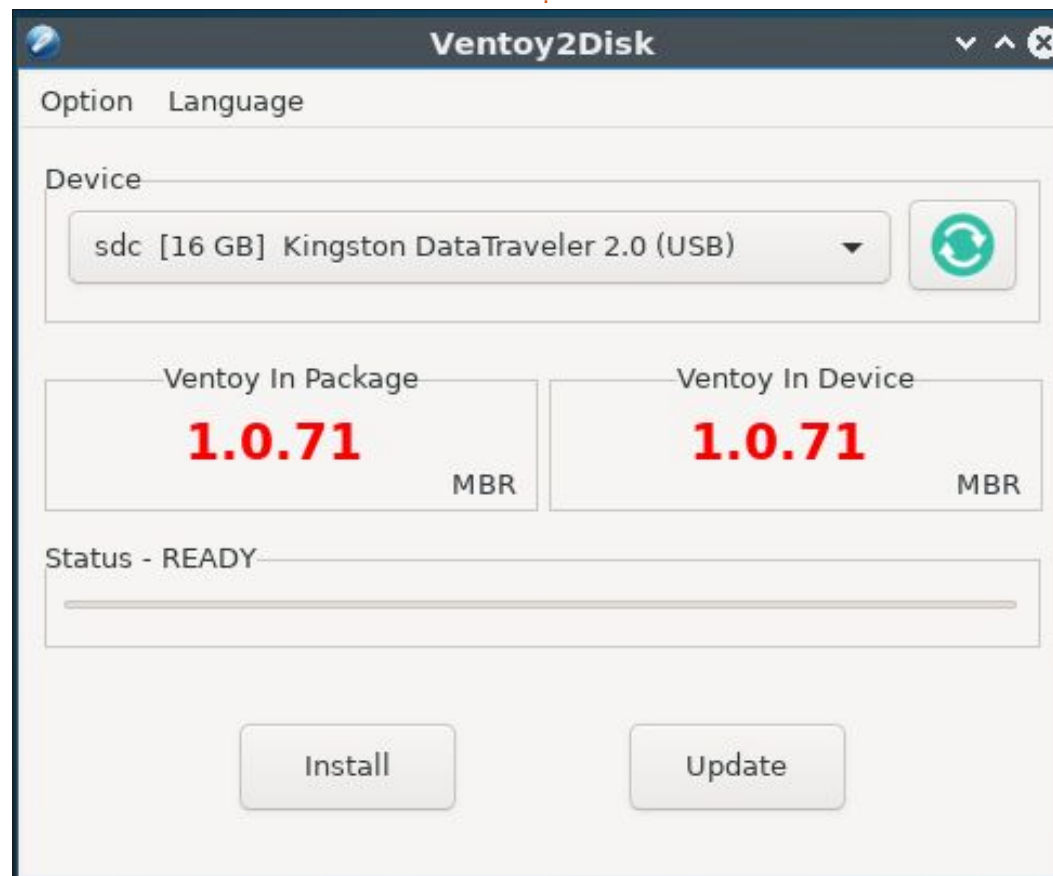 Ventoy2Disk
Option Language
Device
sdc [16 GB] Kingston DataTraveler 2.0 (USB)
Ventoy In Package
Ventoy In Device
1.0.71
1.0.71
MBR
MBR
Status - READY
Install
Update